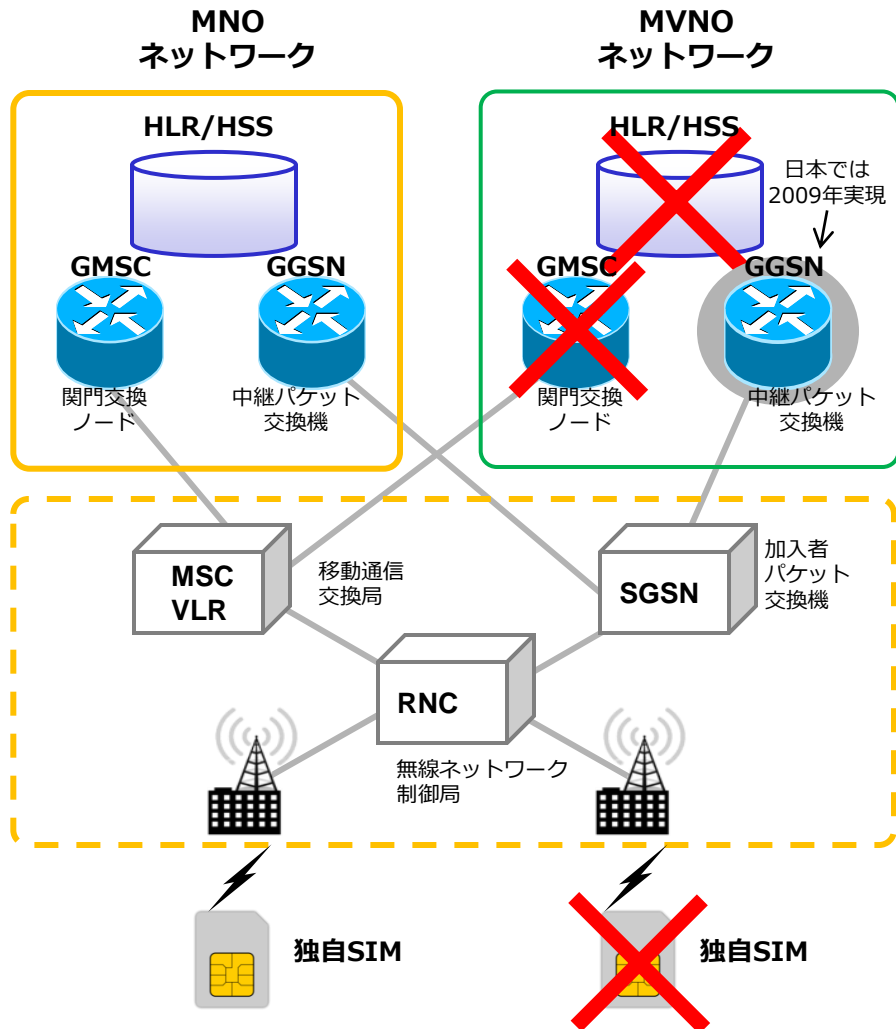 MNO
ネットワーク
MVNO
ネットワーク
HLR/HSS
HLR/HSS
日本では
2009年実現
GMSC
GGSN
GMSC
GGSN
関門交換
ノード
中継パケット
交換機
関門交換
ノード
中継パケット
交換機
MSC
VLR
移動通信
交換局
SGSN
加入者
パケット
交換機
RNC
無線ネットワーク
制御局
独自SIM
独自SIM